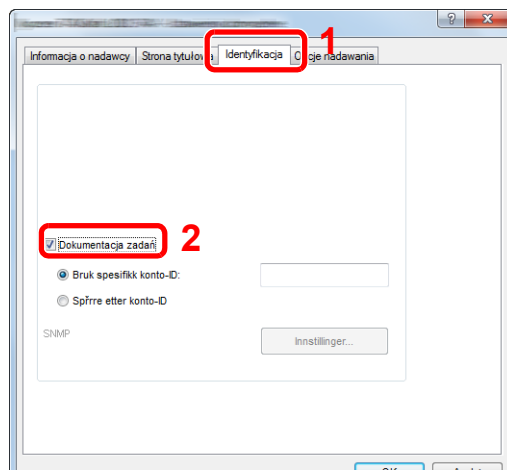 1
Informacja o nadawcy Strona tytułowa Identyfikacja Opcje nadawania
2
Dokumentacja zadań
Bruk spesifikk konto-ID:
Spřrre etter konto-ID
SNMP
Innstillinger...